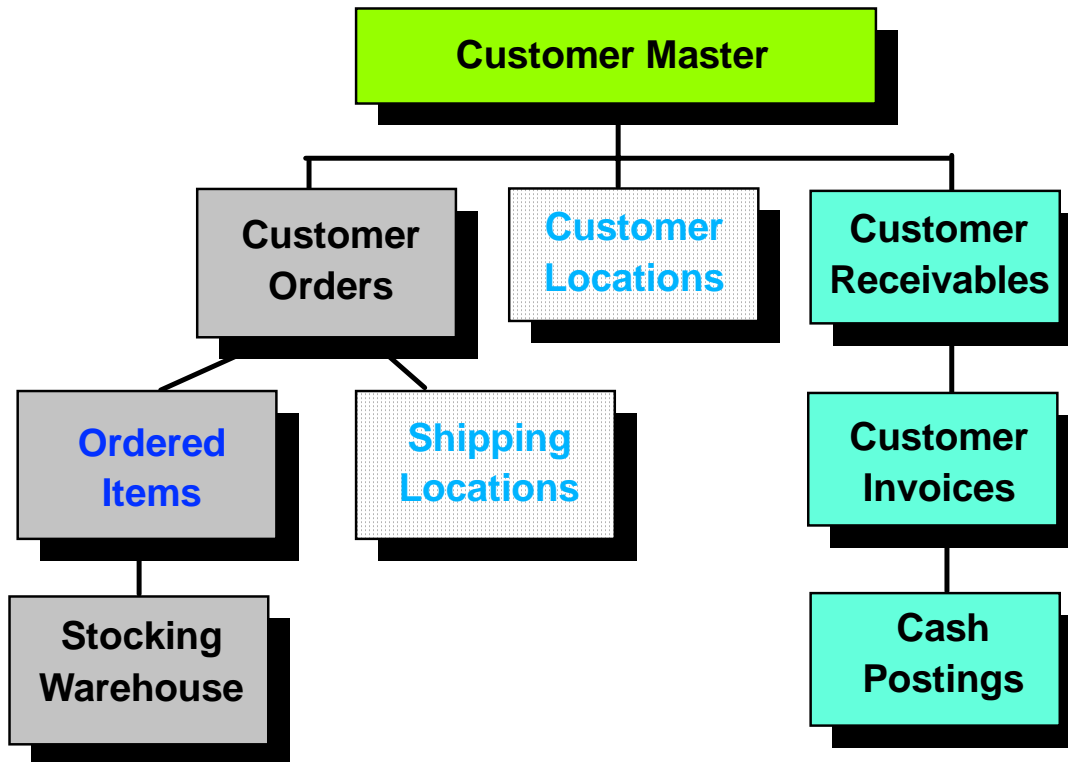 Customer Master
Customer
Orders
Customer
Locations
Customer
Receivables
Ordered
Items
Shipping
Locations
Customer
Invoices
Stocking
Warehouse
Cash
Postings